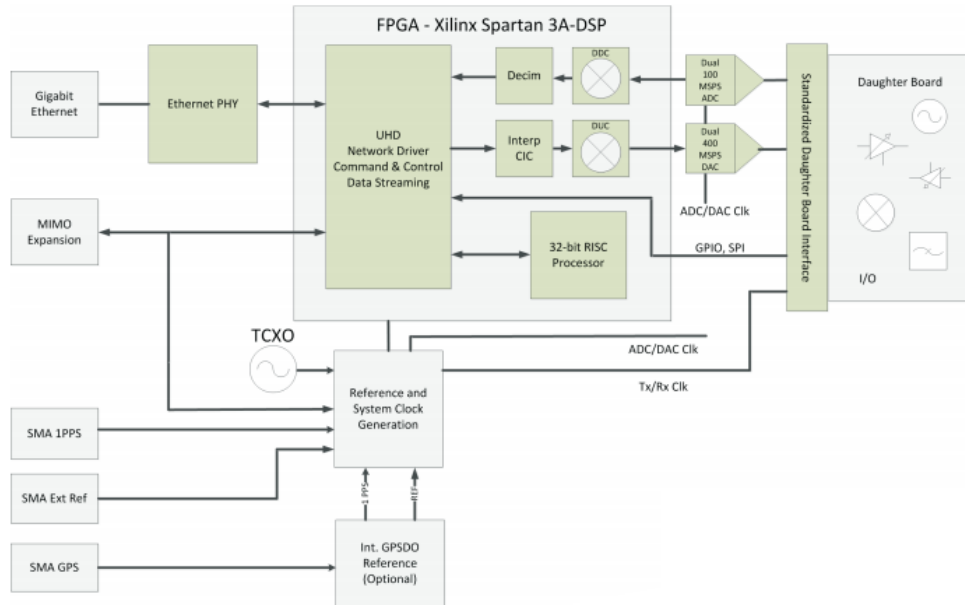 FPGA - Xilinx Spartan 3A-DSP
Gigabit
Ethernet
Ethernet PHY
UHD
Network Driver
Command & Control
Data Streaming
Decim
DDC
Dual
100
MSPS
ADC
Interp
CIC
DUC
Dual
400
MSPS
DAC
ADC/DAC Clk
Standardized Daughter Board Interface
Daughter Board
I/O
MIMO
Expansion
GPIO, SPI
32-bit RISC
Processor
TCXO
ADC/DAC Clk
Tx/Rx Clk
Reference and
System Clock
Generation
SMA 1PPS
SMA Ext Ref
1 PPS
REF
SMA GPS
Int. GPSDO
Reference
(Optional)